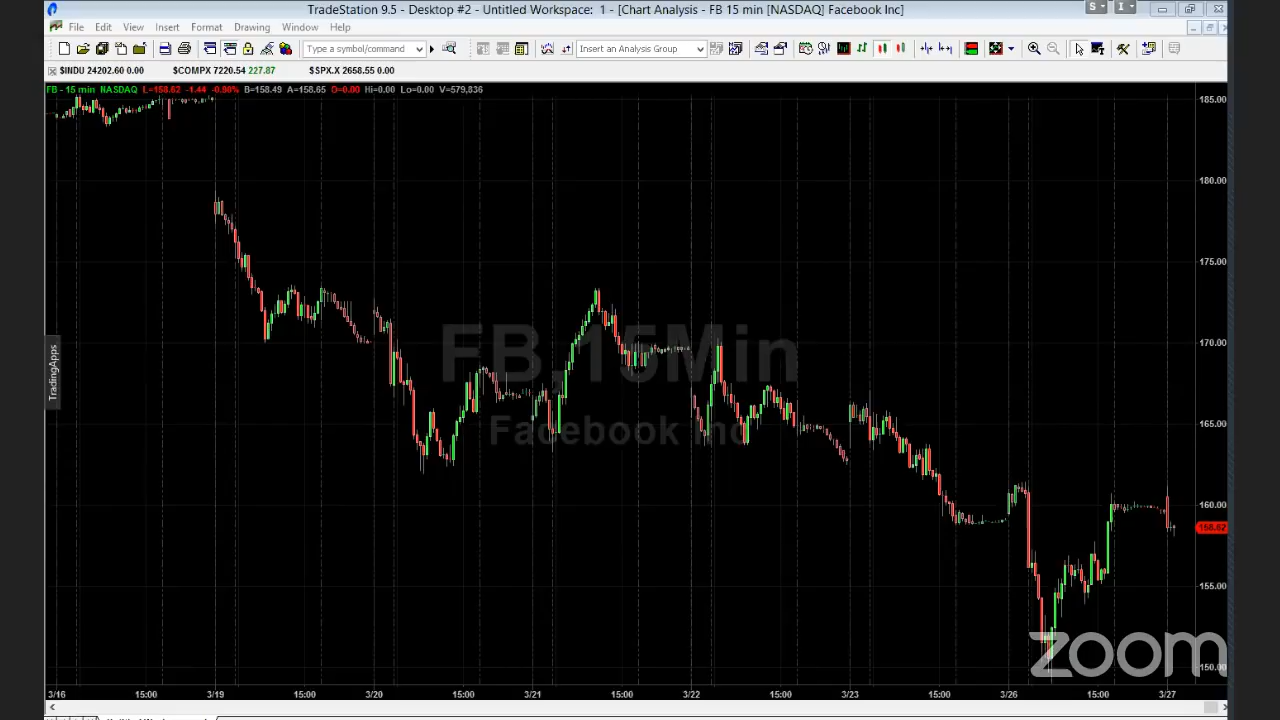 TradeStation 9.5 - Desktop #2 - Untitled Workspace: 1 - [Chart Analysis - FB 15 min [NASDAQ] Facebook Inc]
S I
File Edit View Insert Format Drawing Window Help
Type a symbol/command Insert an Analysis Group
$INDU 24202.60 0.00 $COMPX 7220.54 227.87 $SPX.X 2658.55 0.00
FB - 15 min NASDAQ L=158.62 -1.44 -0.90% B=158.49 A=158.65 O=0.00 Hi=0.00 Lo=0.00 V=579,836
185.00
180.00
175.00
170.00
165.00
160.00
158.62
155.00
150.00
TradingApps
FB,15Min
Facebook Inc
zoom
3/16 15:00 3/19 15:00 3/20 15:00 3/21 15:00 3/22 15:00 3/23 15:00 3/26 15:00 3/27